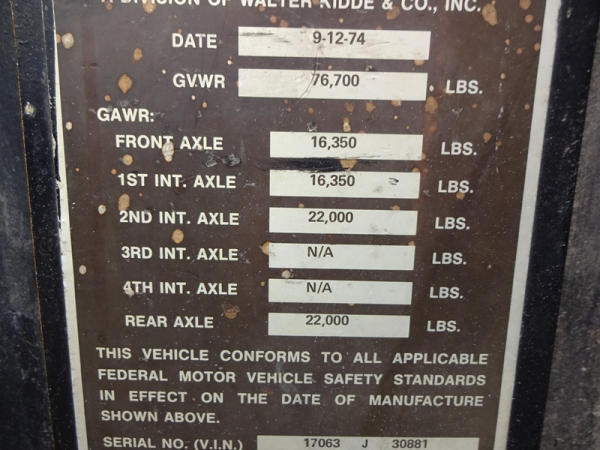 A DIVISION OF WALTER KIDDE & CO., INC.
DATE 9-12-74
GVWR 76,700 LBS.
GAWR:
FRONT AXLE 16,350 LBS.
1ST INT. AXLE 16,350 LBS.
2ND INT. AXLE 22,000 LBS.
3RD INT. AXLE N/A LBS.
4TH INT. AXLE N/A LBS.
REAR AXLE 22,000 LBS.
THIS VEHICLE CONFORMS TO ALL APPLICABLE
FEDERAL MOTOR VEHICLE SAFETY STANDARDS
IN EFFECT ON THE DATE OF MANUFACTURE
SHOWN ABOVE.
SERIAL NO. (V.I.N.) 17063 J 30881